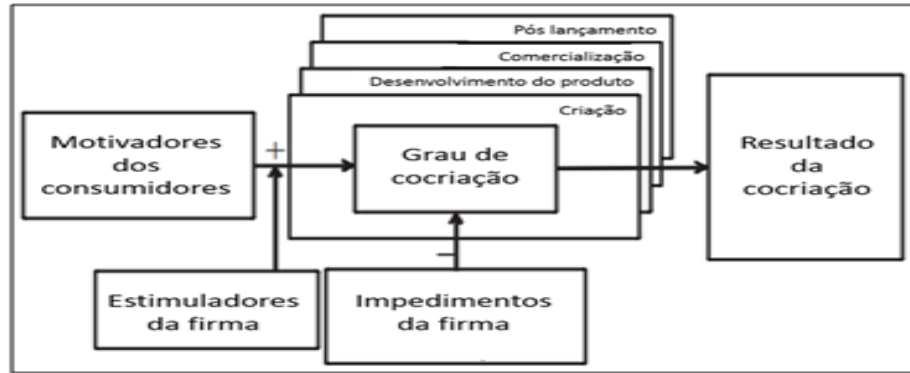 Pós lançamento
Comercialização
Desenvolvimento do produto
Criação
Motivadores
dos
consumidores
+
Grau de
cocriação
Resultado
da
cocriação
–
Estimuladores
da firma
Impedimentos
da firma